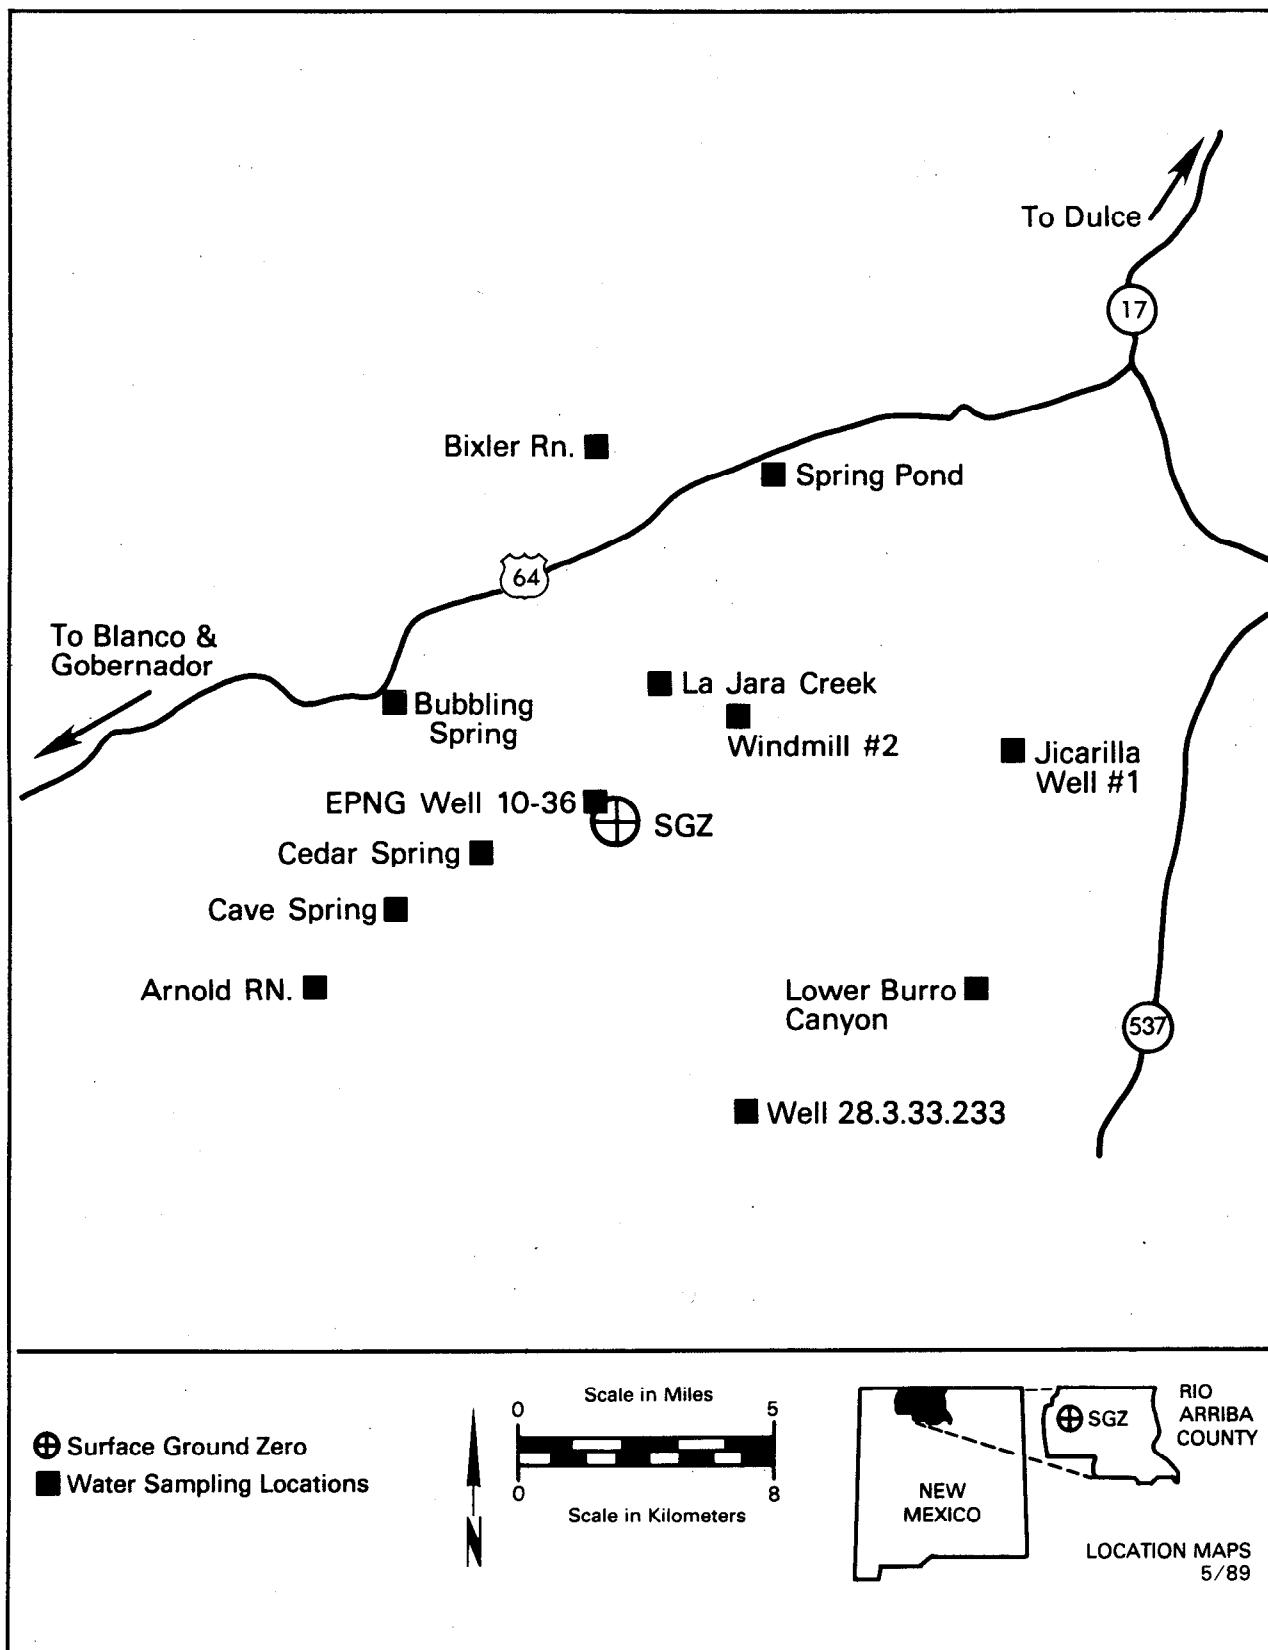 To Dulce
17
Bixler Rn.
Spring Pond
64
To Blanco &
Gobernador
La Jara Creek
Bubbling
Spring
Windmill #2
Jicarilla
Well #1
EPNG Well 10-36
SGZ
Cedar Spring
Cave Spring
Arnold RN.
Lower Burro
Canyon
537
Well 28.3.33.233
Surface Ground Zero
Water Sampling Locations
N
Scale in Miles
0 5
0 8
Scale in Kilometers
NEW
MEXICO
SGZ
RIO
ARRIBA
COUNTY
LOCATION MAPS
5/89